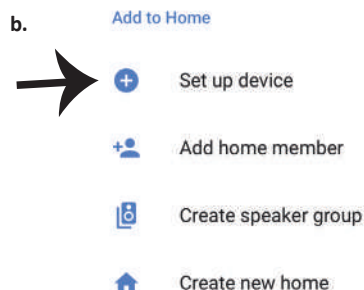 b.
Add to Home
Set up device
Add home member
Create speaker group
Create new home